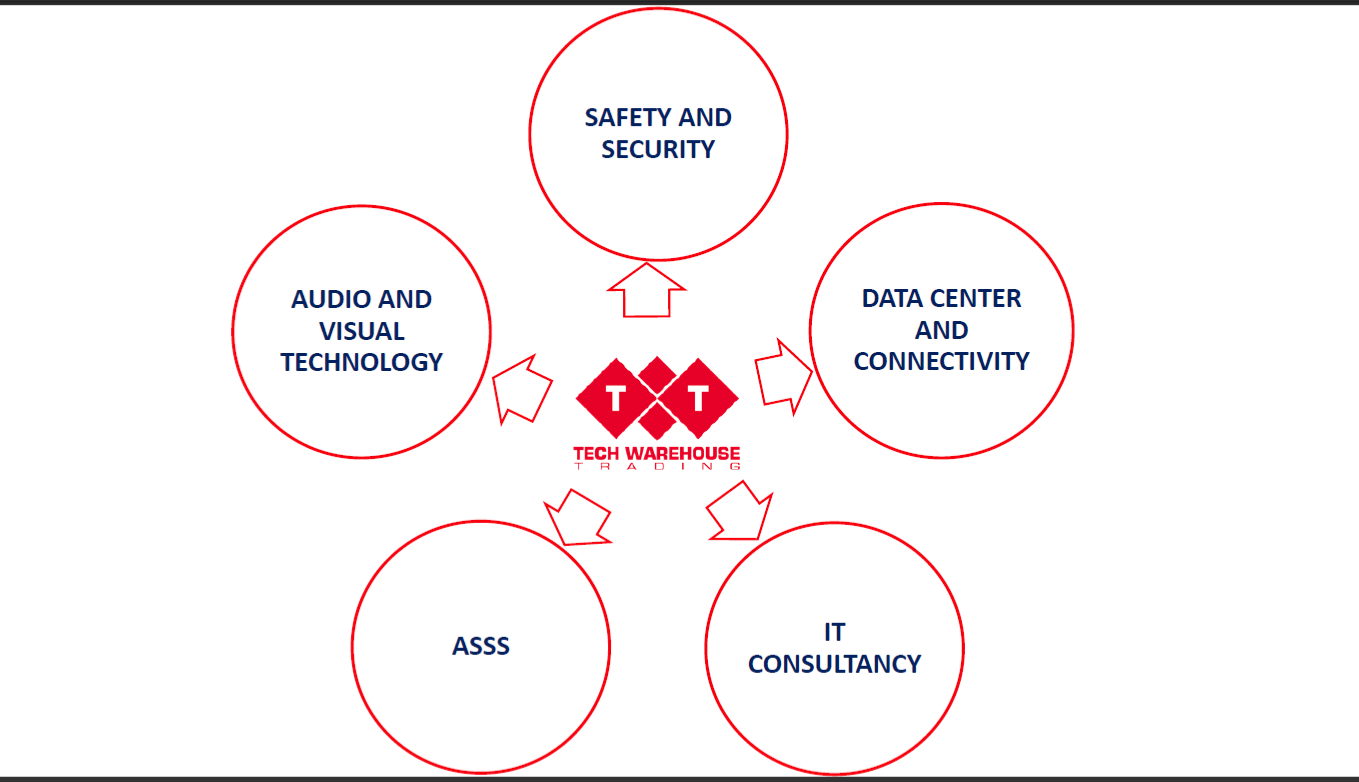 SAFETY AND
SECURITY
AUDIO AND
VISUAL
TECHNOLOGY
DATA CENTER
AND
CONNECTIVITY
T T
TECH WAREHOUSE
TRADING
ASSS
IT
CONSULTANCY